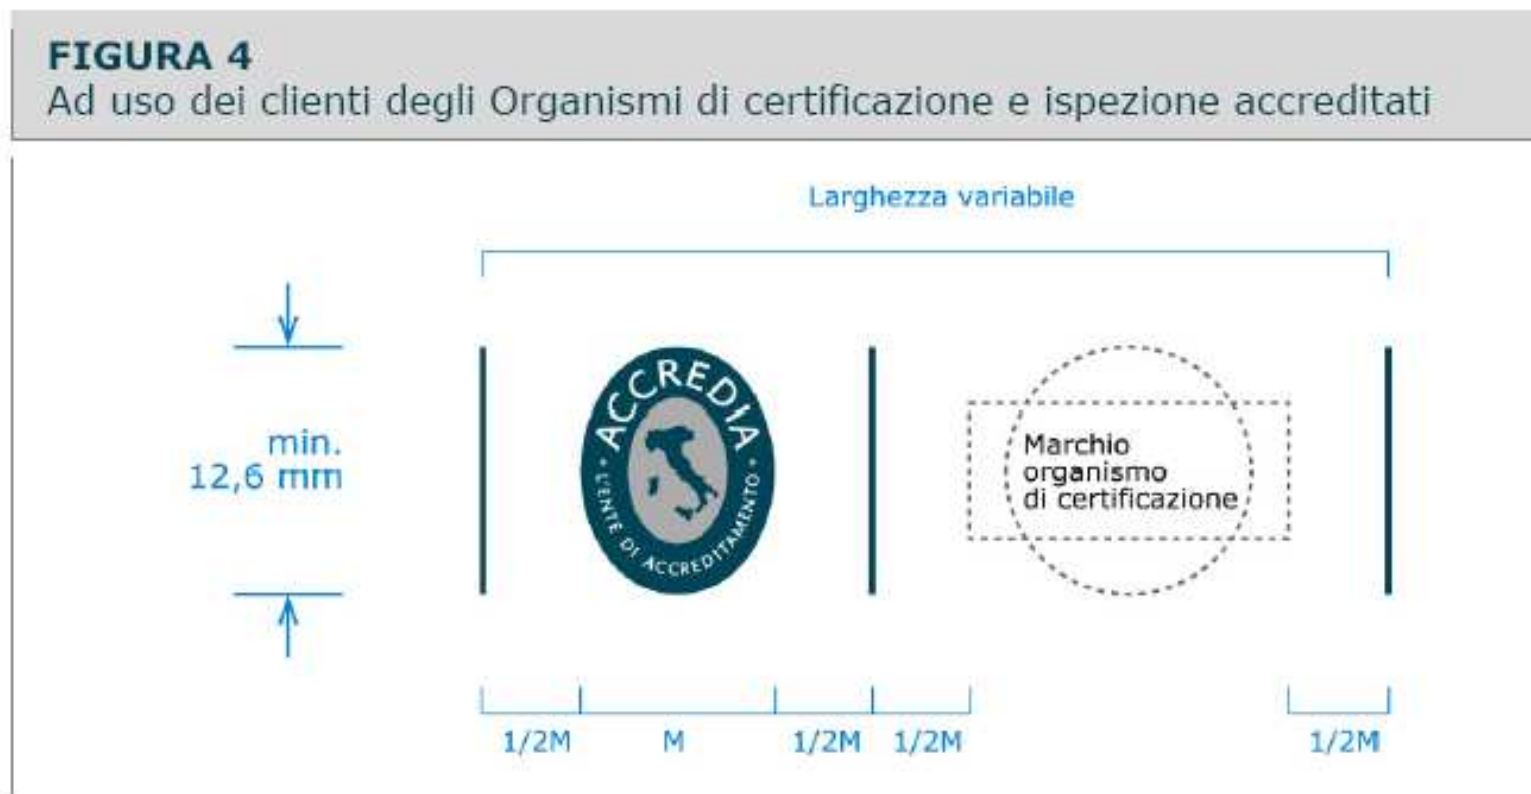 FIGURA 4
Ad uso dei clienti degli Organismi di certificazione e ispezione accreditati
Larghezza variabile
min.
12,6 mm
ACCREDIA
• L'ENTE DI ACCREDITAMENTO •
Marchio
organismo
di certificazione
1/2M M 1/2M 1/2M 1/2M